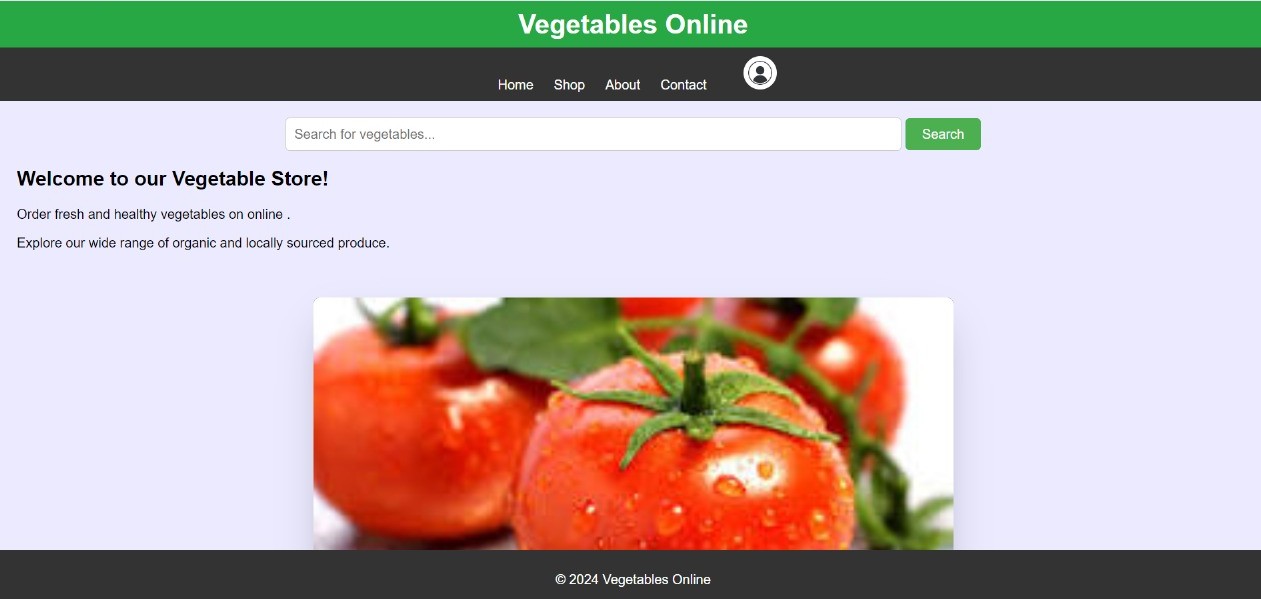 Vegetables Online
Home Shop About Contact
Search for vegetables... Search
Welcome to our Vegetable Store!
Order fresh and healthy vegetables on online .
Explore our wide range of organic and locally sourced produce.
© 2024 Vegetables Online